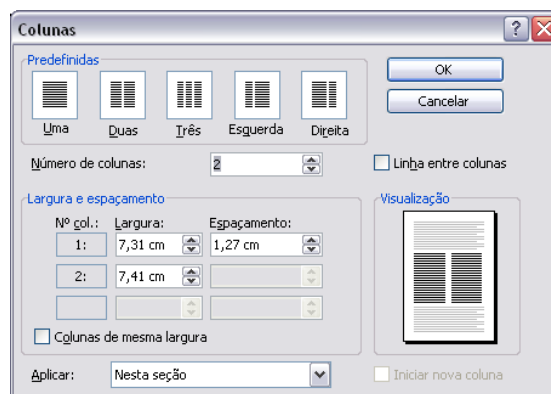 Colunas
Predefinidas
Uma Duas Três Esquerda Direita
OK
Cancelar
Número de colunas: 2
Linha entre colunas
Largura e espaçamento
Nº col.: Largura: Espaçamento:
1: 7,31 cm 1,27 cm
2: 7,41 cm
Colunas de mesma largura
Visualização
Aplicar: Nesta seção
Iniciar nova coluna